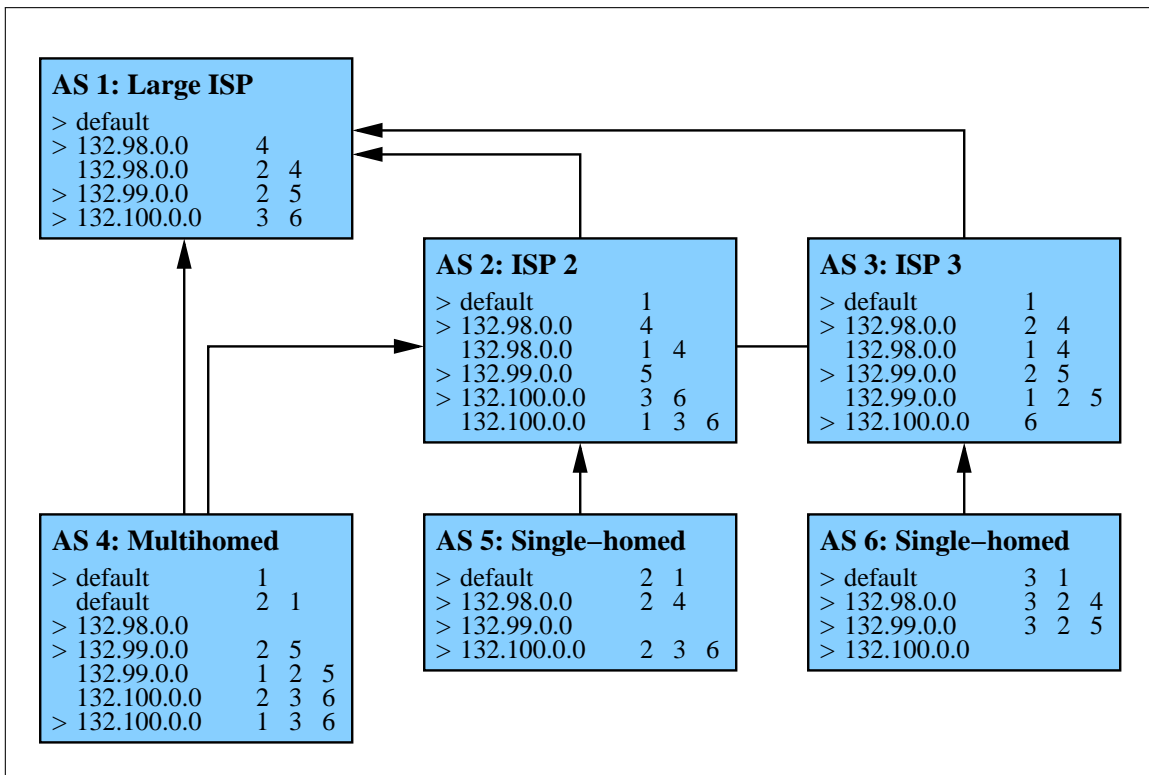 AS 1: Large ISP
> default
> 132.98.0.0 4
132.98.0.0 2 4
> 132.99.0.0 2 5
> 132.100.0.0 3 6
AS 2: ISP 2
> default 1
> 132.98.0.0 4
132.98.0.0 1 4
> 132.99.0.0 5
> 132.100.0.0 3 6
132.100.0.0 1 3 6
AS 3: ISP 3
> default 1
> 132.98.0.0 2 4
132.98.0.0 1 4
> 132.99.0.0 2 5
132.99.0.0 1 2 5
> 132.100.0.0 6
AS 4: Multihomed
> default 1
default 2 1
> 132.98.0.0
> 132.99.0.0 2 5
132.99.0.0 1 2 5
132.100.0.0 2 3 6
> 132.100.0.0 1 3 6
AS 5: Single−homed
> default 2 1
> 132.98.0.0 2 4
> 132.99.0.0
> 132.100.0.0 2 3 6
AS 6: Single−homed
> default 3 1
> 132.98.0.0 3 2 4
> 132.99.0.0 3 2 5
> 132.100.0.0